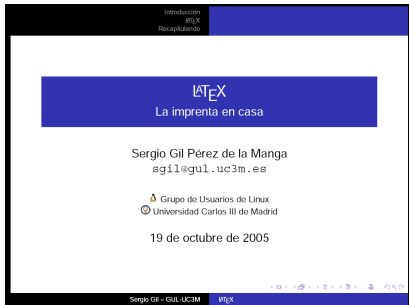 Introducción
LATEX
Recapitulando
LATEX
La imprenta en casa
Sergio Gil Pérez de la Manga
sgil@gul.uc3m.es
Grupo de Usuarios de Linux
Universidad Carlos III de Madrid
19 de octubre de 2005
Sergio Gil – GUL-UC3M LATEX